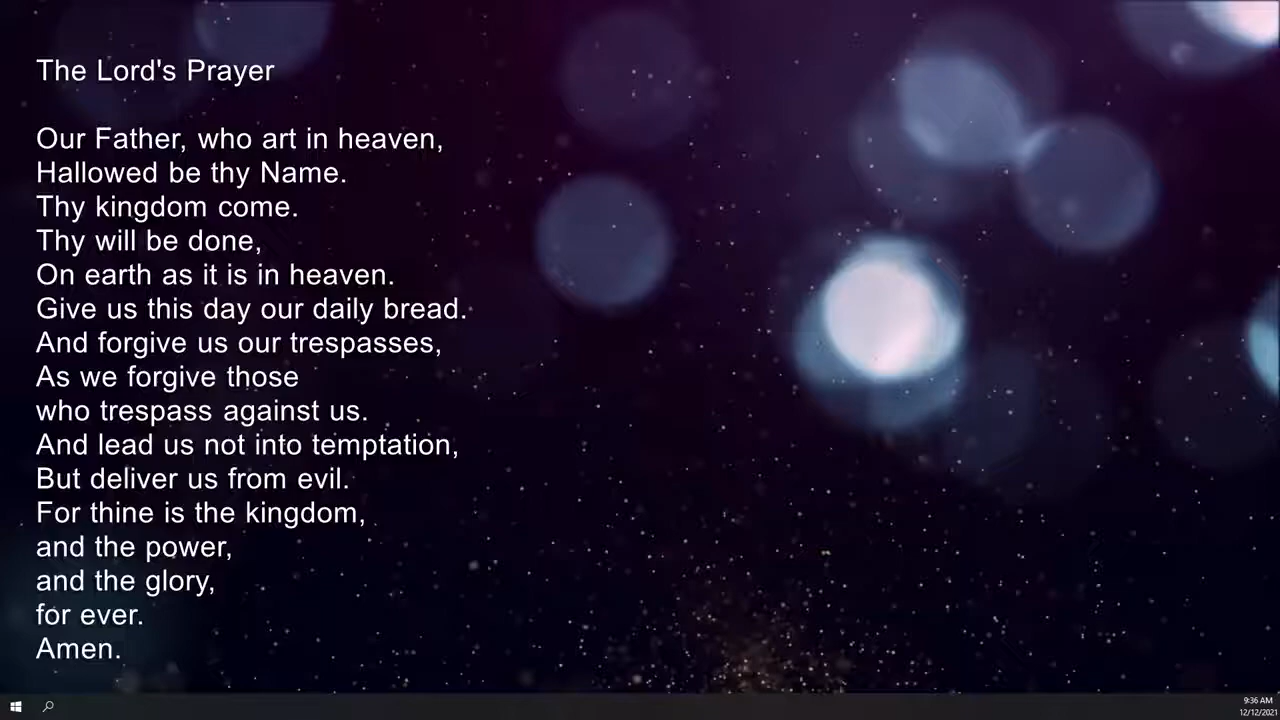 The Lord's Prayer
Our Father, who art in heaven,
Hallowed be thy Name.
Thy kingdom come.
Thy will be done,
On earth as it is in heaven.
Give us this day our daily bread.
And forgive us our trespasses,
As we forgive those
who trespass against us.
And lead us not into temptation,
But deliver us from evil.
For thine is the kingdom,
and the power,
and the glory,
for ever.
Amen.
9:36 AM
12/12/2021